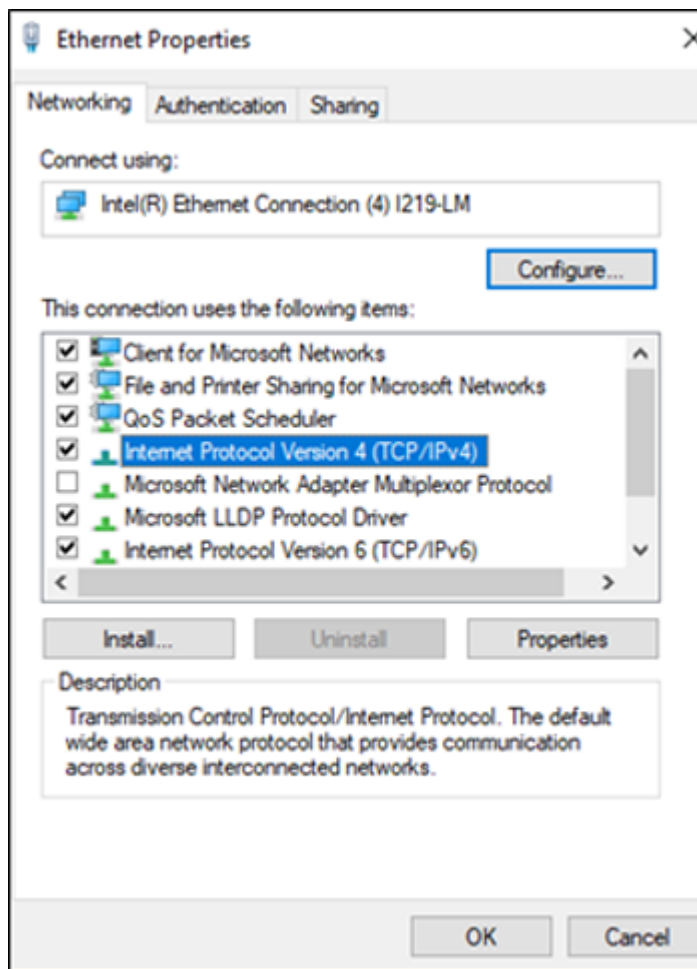 Ethernet Properties
Networking Authentication Sharing
Connect using:
Intel(R) Ethernet Connection (4) I219-LM
Configure...
This connection uses the following items:
Client for Microsoft Networks
File and Printer Sharing for Microsoft Networks
QoS Packet Scheduler
Internet Protocol Version 4 (TCP/IPv4)
Microsoft Network Adapter Multiplexor Protocol
Microsoft LLDP Protocol Driver
Internet Protocol Version 6 (TCP/IPv6)
Install... Uninstall Properties
Description
Transmission Control Protocol/Internet Protocol. The default
wide area network protocol that provides communication
across diverse interconnected networks.
OK Cancel